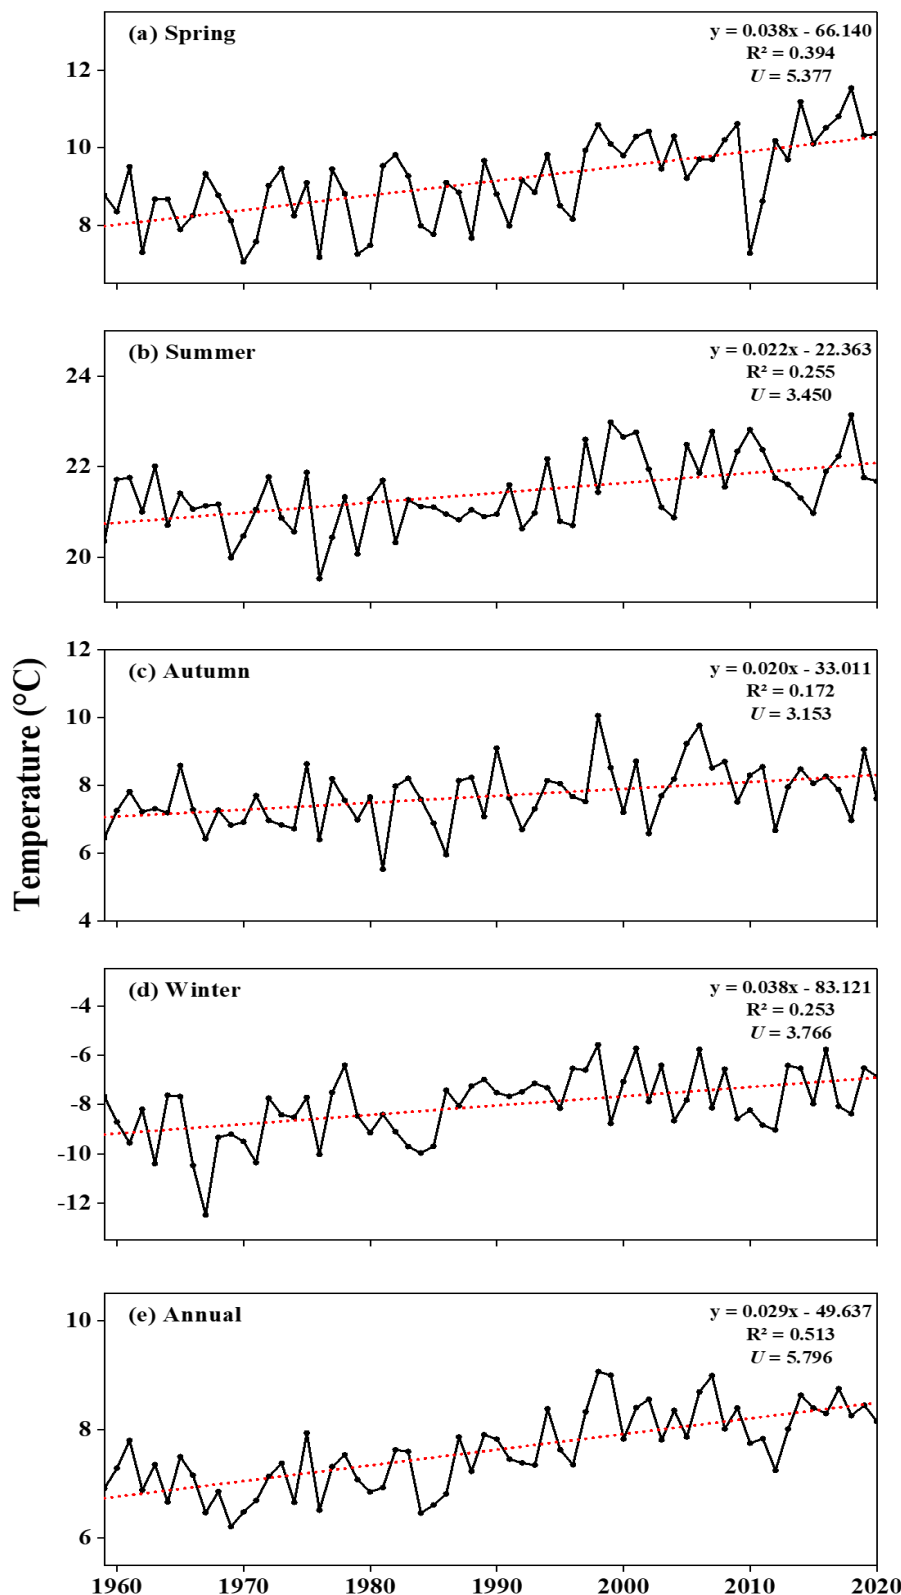 Temperature (°C)
(a) Spring
y = 0.038x - 66.140
R² = 0.394
U = 5.377
12
10
8
(b) Summer
y = 0.022x - 22.363
R² = 0.255
U = 3.450
24
22
20
(c) Autumn
y = 0.020x - 33.011
R² = 0.172
U = 3.153
12
10
8
6
4
(d) Winter
y = 0.038x - 83.121
R² = 0.253
U = 3.766
-4
-6
-8
-10
-12
(e) Annual
y = 0.029x - 49.637
R² = 0.513
U = 5.796
10
8
6
1960 1970 1980 1990 2000 2010 2020